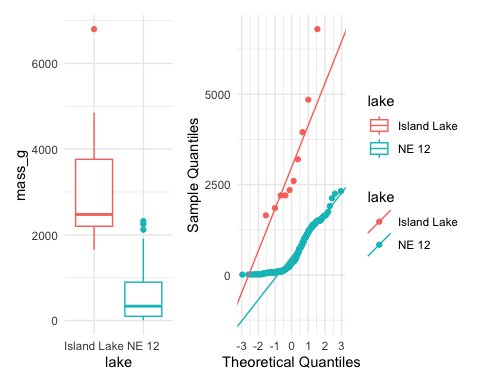 mass_g
6000
4000
2000
0
Island Lake NE 12
lake
Sample Quantiles
5000
2500
0
-3 -2 -1 0 1 2 3
Theoretical Quantiles
lake
Island Lake
NE 12
lake
Island Lake
NE 12